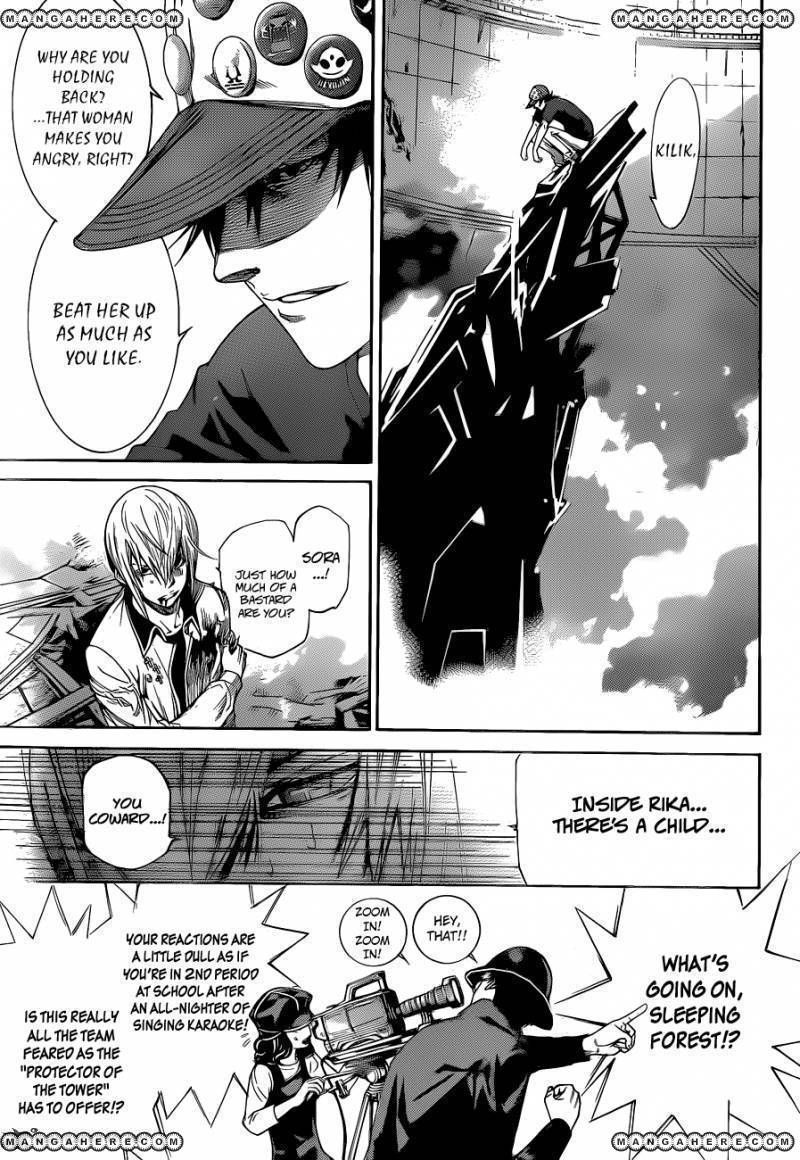 MANGAHERE.COM
MANGAHERE.COM
KILIK,
WHY ARE YOU
HOLDING
BACK?
...THAT WOMAN
MAKES YOU
ANGRY, RIGHT?
BEAT HER UP
AS MUCH AS
YOU LIKE.
SORA
...!
JUST HOW
MUCH OF A
BASTARD
ARE YOU?
INSIDE RIKA...
THERE'S A CHILD...
YOU
COWARD...!
WHAT'S
GOING ON,
SLEEPING
FOREST!?
HEY,
THAT!!
ZOOM
IN!
ZOOM
IN!
YOUR REACTIONS ARE
A LITTLE DULL AS IF
YOU'RE IN 2ND PERIOD
AT SCHOOL AFTER
AN ALL-NIGHTER OF
SINGING KARAOKE!
IS THIS REALLY
ALL THE TEAM
FEARED AS THE
"PROTECTOR OF
THE TOWER"
HAS TO OFFER!?
MANGAHERE.COM
MANGAHERE.COM